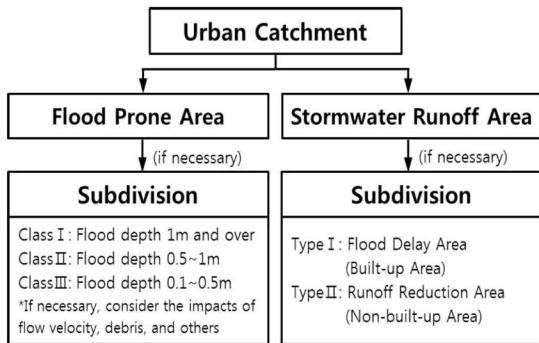 Urban Catchment
Flood Prone Area
Stormwater Runoff Area
(if necessary)
(if necessary)
Subdivision
ClassⅠ: Flood depth 1m and over
ClassⅡ: Flood depth 0.5~1m
ClassⅢ: Flood depth 0.1~0.5m
*If necessary, consider the impacts of
flow velocity, debris, and others
Subdivision
TypeⅠ: Flood Delay Area
(Built-up Area)
TypeⅡ: Runoff Reduction Area
(Non-built-up Area)